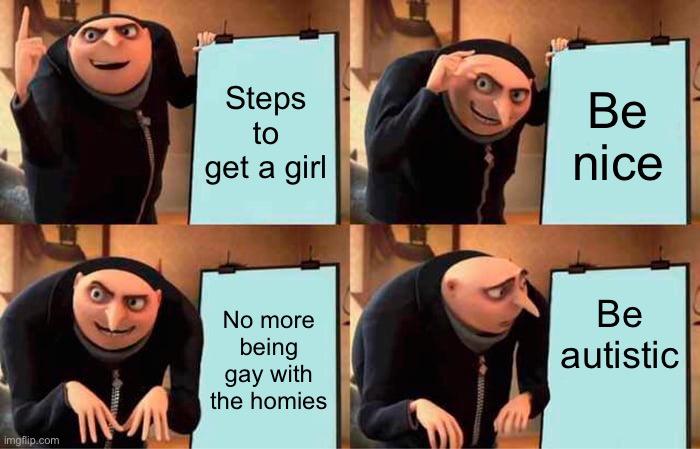 Steps
to
get a girl
Be
nice
No more
being
gay with
the homies
Be
autistic
imgflip.com